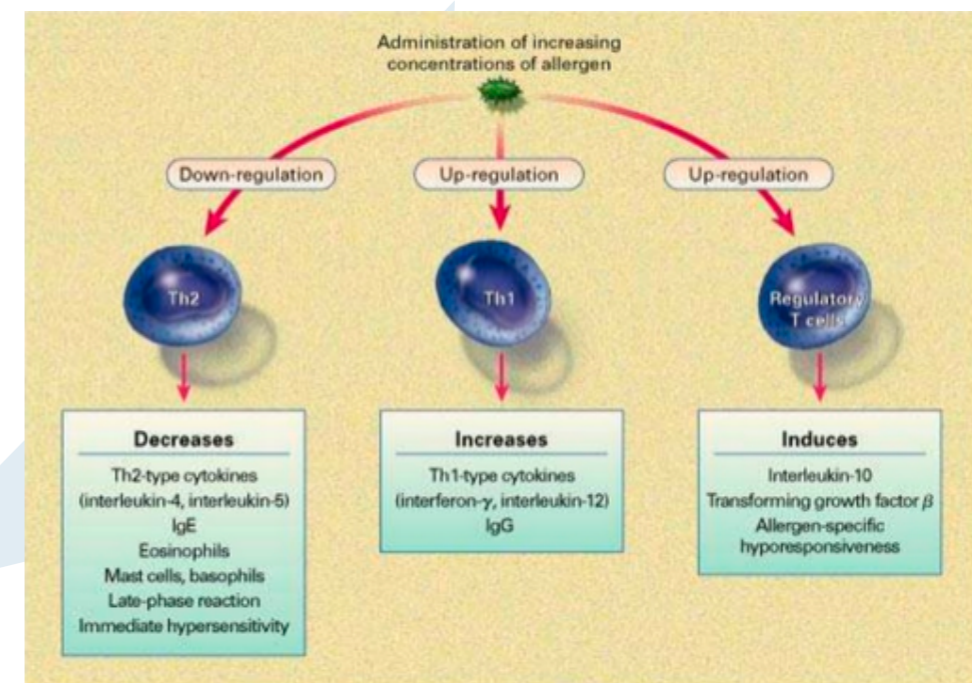 Administration of increasing
concentrations of allergen
Down-regulation
Up-regulation
Up-regulation
Th2
Th1
Regulatory
T cells
Decreases
Th2-type cytokines
(interleukin-4, interleukin-5)
IgE
Eosinophils
Mast cells, basophils
Late-phase reaction
Immediate hypersensitivity
Increases
Th1-type cytokines
(interferon-γ, interleukin-12)
IgG
Induces
Interleukin-10
Transforming growth factor β
Allergen-specific
hyporesponsiveness